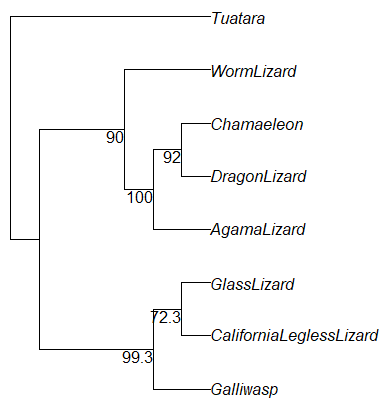 Tuatara
WormLizard
90
Chamaeleon
92
DragonLizard
100
AgamaLizard
GlassLizard
72.3
CaliforniaLeglessLizard
99.3
Galliwasp